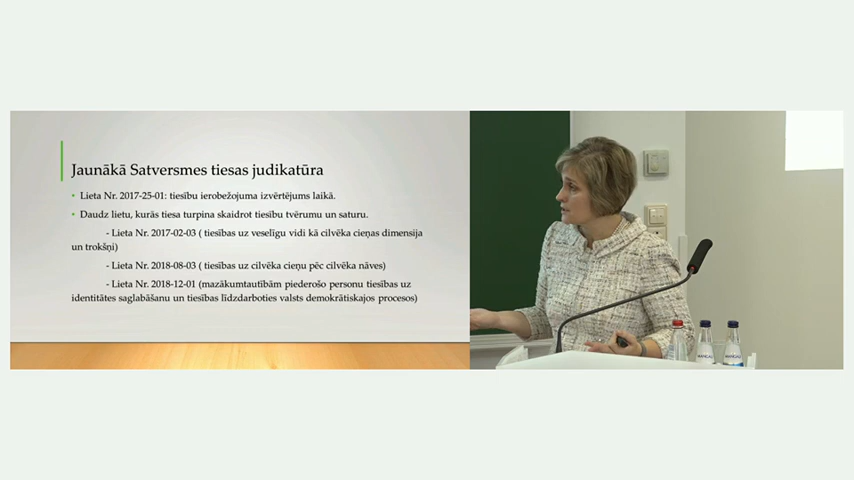 Jaunākā Satversmes tiesas judikatūra
• Lieta Nr. 2017-25-01: tiesību ierobežojuma izvērtējums laikā.
• Daudz lietu, kurās tiesa turpina skaidrot tiesību tvērumu un saturu.
- Lieta Nr. 2017-02-03 ( tiesības uz veselīgu vidi kā cilvēka cieņas dimensija
un trokšņi)
- Lieta Nr. 2018-08-03 ( tiesības uz cilvēka cieņu pēc cilvēka nāves)
- Lieta Nr. 2018-12-01 (mazākumtautībām piederošo personu tiesības uz
identitātes saglabāšanu un tiesības līdzdarboties valsts demokrātiskajos procesos)